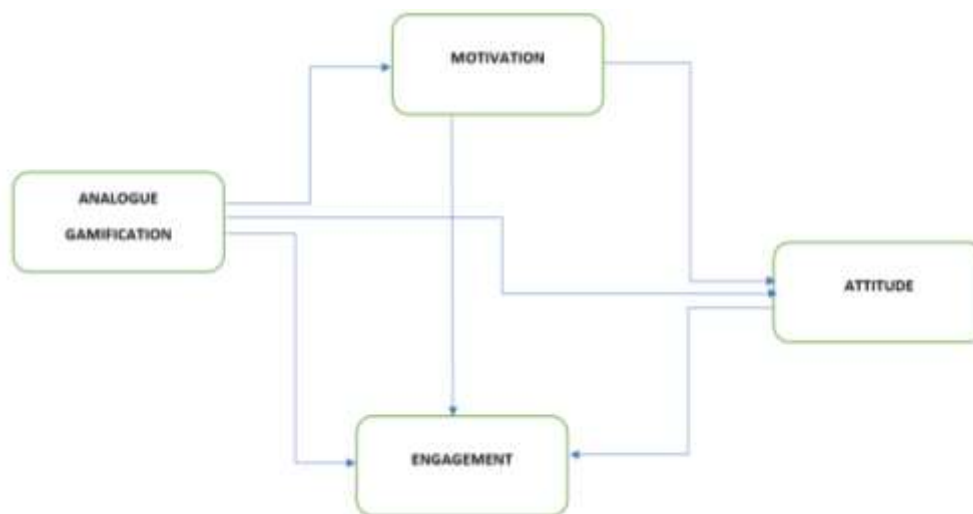 MOTIVATION
ANALOGUE
GAMIFICATION
ATTITUDE
ENGAGEMENT